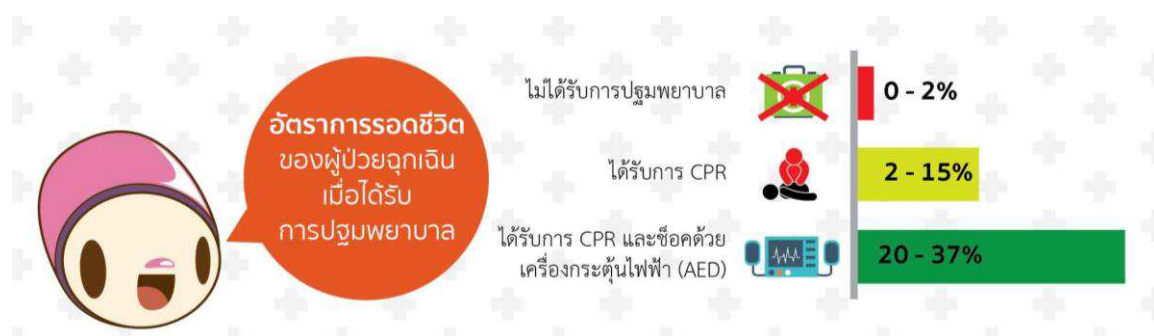 อัตราการรอดชีวิต
ของผู้ป่วยฉุกเฉิน
เมื่อได้รับ
การปฐมพยาบาล
ไม่ได้รับการปฐมพยาบาล
0 - 2%
ได้รับการ CPR
2 - 15%
ได้รับการ CPR และช็อคด้วย
เครื่องกระตุ้นไฟฟ้า (AED)
20 - 37%